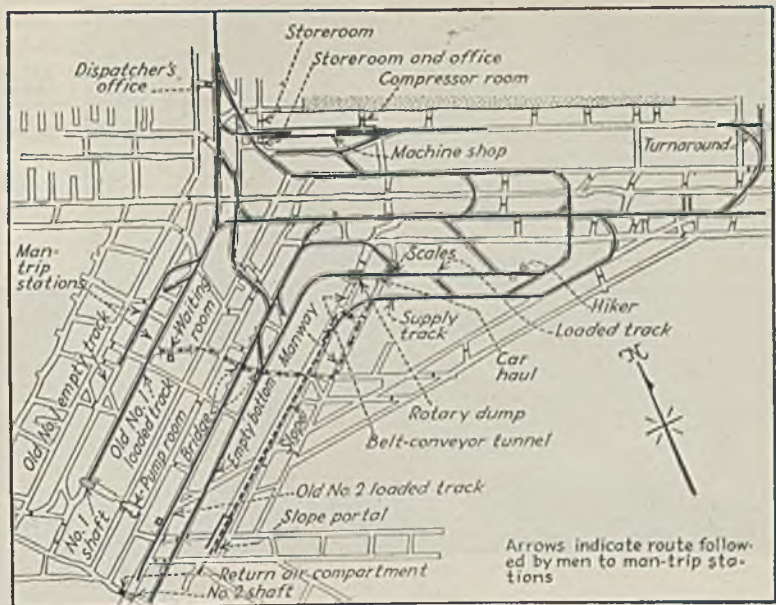 Storeroom
Storeroom and office
Compressor room
Dispatcher's
office
Machine shop
Turnaround
Man-
trip
stations
Waiting
room
Scales
Hiker
Manway
Supply
track
Loaded track
Car
haul
Old No. 1 empty track
Old No. 1
loaded track
Pump room
Bridge
Empty bottom
Slope
Rotary dump
Belt-conveyor tunnel
No. 1
shaft
Old No. 2 loaded track
Slope portal
Return air compartment
No. 2 shaft
Arrows indicate route follow-
ed by men to man-trip sta-
tions